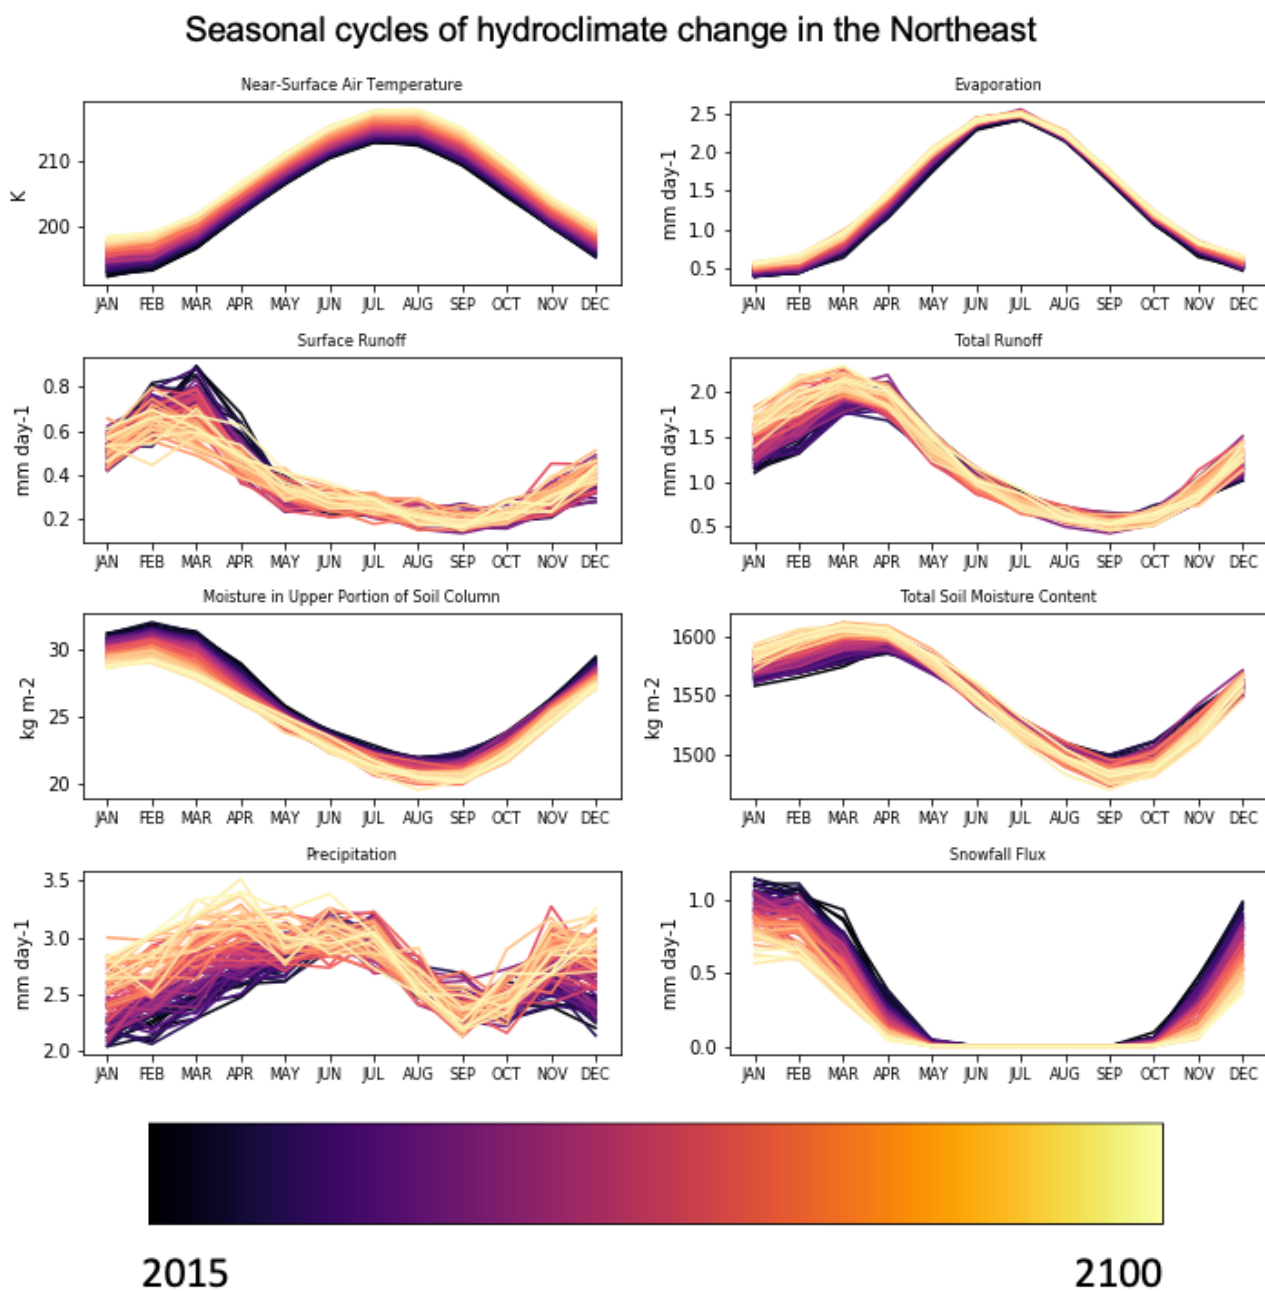 Seasonal cycles of hydroclimate change in the Northeast
Near-Surface Air Temperature
K
210
200
JAN FEB MAR APR MAY JUN JUL AUG SEP OCT NOV DEC
Evaporation
mm day-1
2.5
2.0
1.5
1.0
0.5
JAN FEB MAR APR MAY JUN JUL AUG SEP OCT NOV DEC
Surface Runoff
mm day-1
0.8
0.6
0.4
0.2
JAN FEB MAR APR MAY JUN JUL AUG SEP OCT NOV DEC
Total Runoff
mm day-1
2.0
1.5
1.0
0.5
JAN FEB MAR APR MAY JUN JUL AUG SEP OCT NOV DEC
Moisture in Upper Portion of Soil Column
kg m-2
30
25
20
JAN FEB MAR APR MAY JUN JUL AUG SEP OCT NOV DEC
Total Soil Moisture Content
kg m-2
1600
1550
1500
JAN FEB MAR APR MAY JUN JUL AUG SEP OCT NOV DEC
Precipitation
mm day-1
3.5
3.0
2.5
2.0
JAN FEB MAR APR MAY JUN JUL AUG SEP OCT NOV DEC
Snowfall Flux
mm day-1
1.0
0.5
0.0
JAN FEB MAR APR MAY JUN JUL AUG SEP OCT NOV DEC
2015 2100